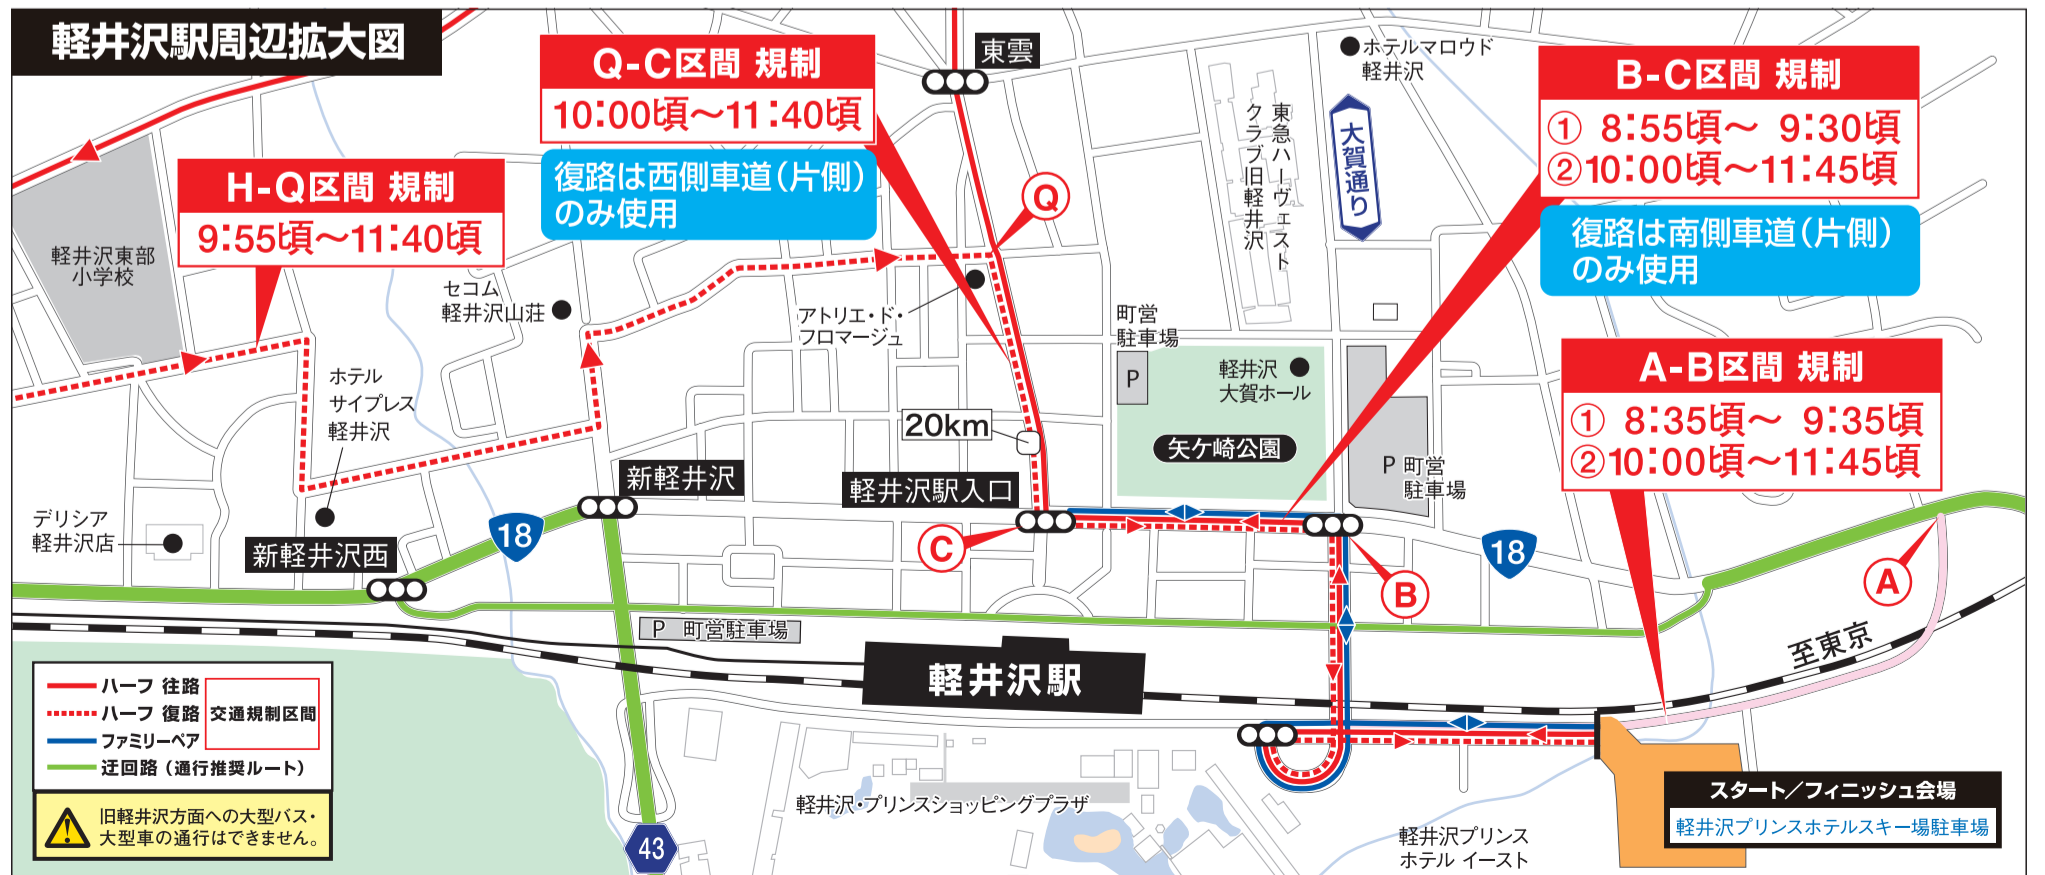 軽井沢駅周辺拡大図
Q-C区間 規制
10:00頃～11:40頃
復路は西側車道(片側)
のみ使用
東雲
ホテルマロウド
軽井沢
B-C区間 規制
① 8:55頃～ 9:30頃
②10:00頃～11:45頃
復路は南側車道(片側)
のみ使用
H-Q区間 規制
9:55頃～11:40頃
東急ハーヴェスト
クラブ旧軽井沢
大賀通り
Q
軽井沢東部
小学校
セコム
軽井沢山荘
アトリエ・ド・
フロマージュ
町営
駐車場
P
軽井沢
大賀ホール
矢ケ崎公園
A-B区間 規制
① 8:35頃～ 9:35頃
②10:00頃～11:45頃
ホテル
サイプレス
軽井沢
20km
P 町営
駐車場
新軽井沢
軽井沢駅入口
デリシア
軽井沢店
新軽井沢西
18
C
18
B
A
P 町営駐車場
軽井沢駅
至東京
ハーフ 往路
ハーフ 復路
交通規制区間
ファミリーペア
迂回路(通行推奨ルート)
旧軽井沢方面への大型バス・
大型車の通行はできません。
43
軽井沢・プリンスショッピングプラザ
軽井沢プリンス
ホテル イースト
スタート／フィニッシュ会場
軽井沢プリンスホテルスキー場駐車場